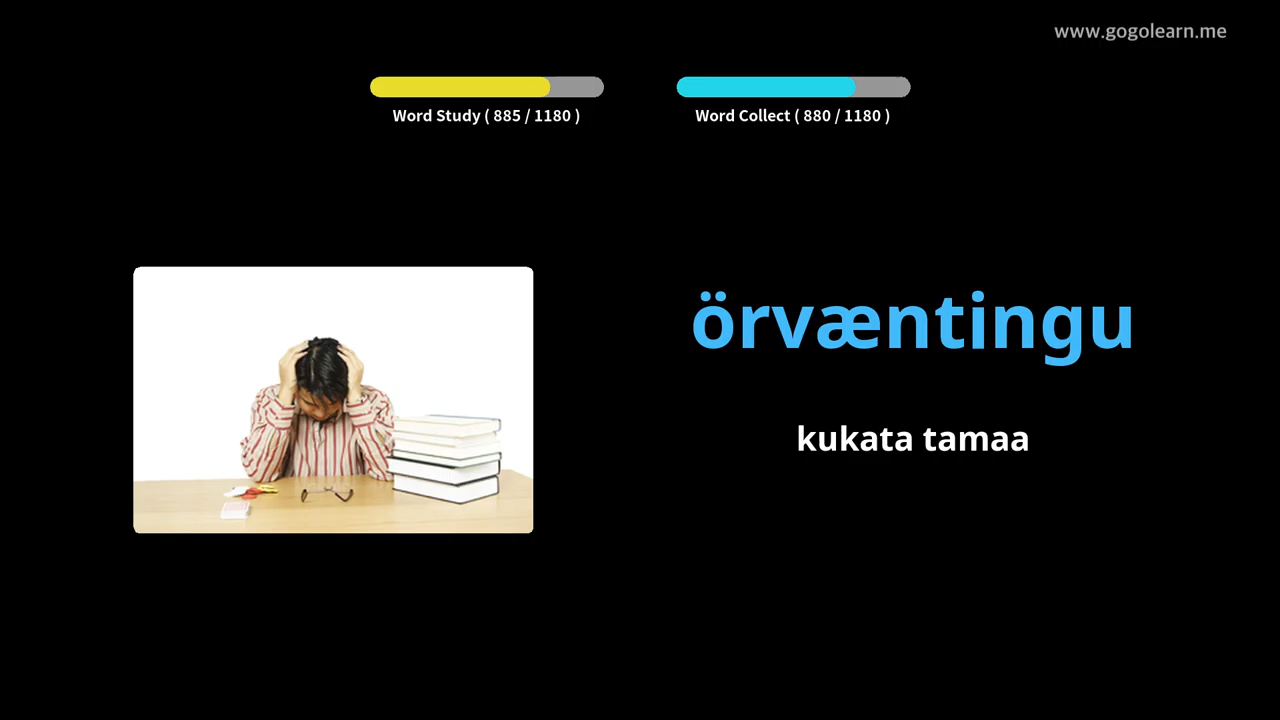 www.gogolearn.me
Word Study ( 885 / 1180 )
Word Collect ( 880 / 1180 )
örvæntingu
kukata tamaa